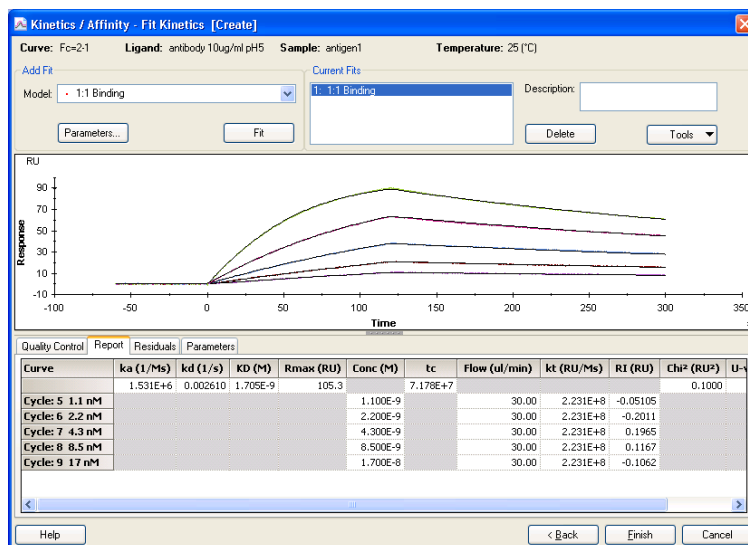 Kinetics / Affinity - Fit Kinetics [Create]
Curve: Fc=2-1 Ligand: antibody 10ug/ml pH5 Sample: antigen1 Temperature: 25 (°C)
Add Fit Current Fits
Model: 1:1 Binding
1: 1:1 Binding
Description:
Parameters... Fit Delete Tools
RU
90
70
50
30
10
-10
Response
-100 -50 0 50 100 150 200 250 300 350
Time
Quality Control Report Residuals Parameters
Curve ka (1/Ms) kd (1/s) KD (M) Rmax (RU) Conc (M) tc Flow (ul/min) kt (RU/Ms) RI (RU) Chi² (RU²)
1.531E+6 0.002610 1.705E-9 105.3 7.178E+7 0.1000
Cycle: 5 1.1 nM 1.100E-9 30.00 2.231E+8 -0.05105
Cycle: 6 2.2 nM 2.200E-9 30.00 2.231E+8 -0.2011
Cycle: 7 4.3 nM 4.300E-9 30.00 2.231E+8 0.1965
Cycle: 8 8.5 nM 8.500E-9 30.00 2.231E+8 0.1167
Cycle: 9 17 nM 1.700E-8 30.00 2.231E+8 -0.1062
Help < Back Finish Cancel